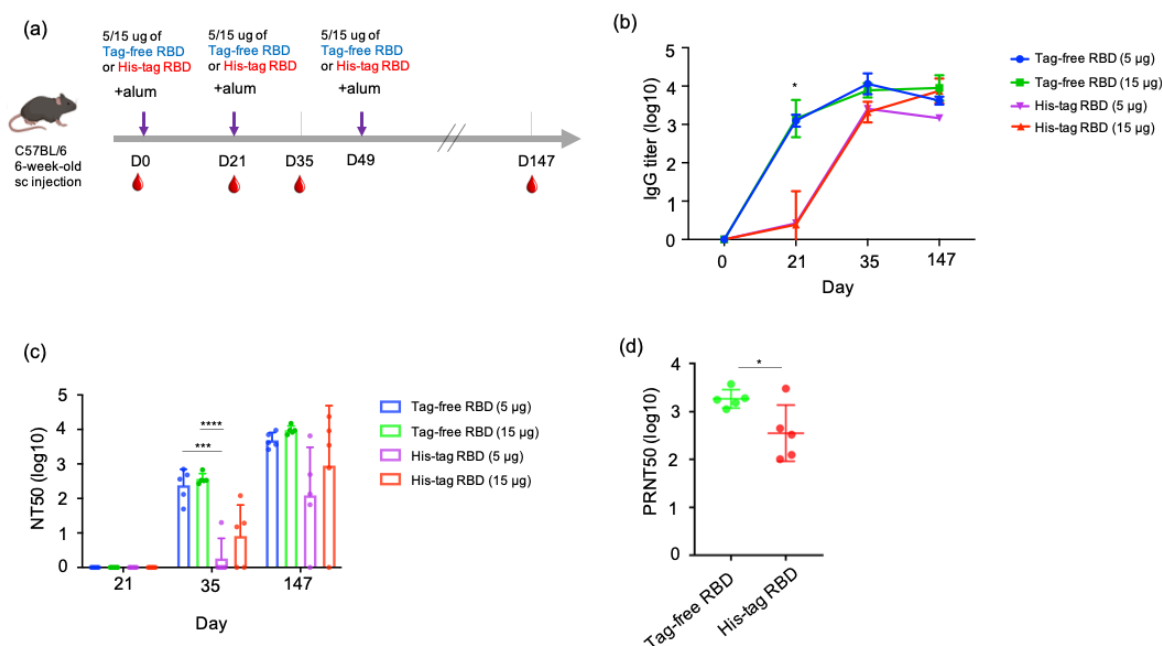 (a)
5/15 ug of
Tag-free RBD
or His-tag RBD
+alum
5/15 ug of
Tag-free RBD
or His-tag RBD
+alum
5/15 ug of
Tag-free RBD
or His-tag RBD
+alum
C57BL/6
6-week-old
sc injection
D0
D21
D35
D49
D147
(b)
IgG titer (log10)
5
4
3
2
1
0
*
0
21
35
147
Day
Tag-free RBD (5 µg)
Tag-free RBD (15 µg)
His-tag RBD (5 µg)
His-tag RBD (15 µg)
(c)
NT50 (log10)
5
4
3
2
1
0
****
***
21
35
147
Day
Tag-free RBD (5 µg)
Tag-free RBD (15 µg)
His-tag RBD (5 µg)
His-tag RBD (15 µg)
(d)
PRNT50 (log10)
4
3
2
1
0
*
Tag-free RBD
His-tag RBD